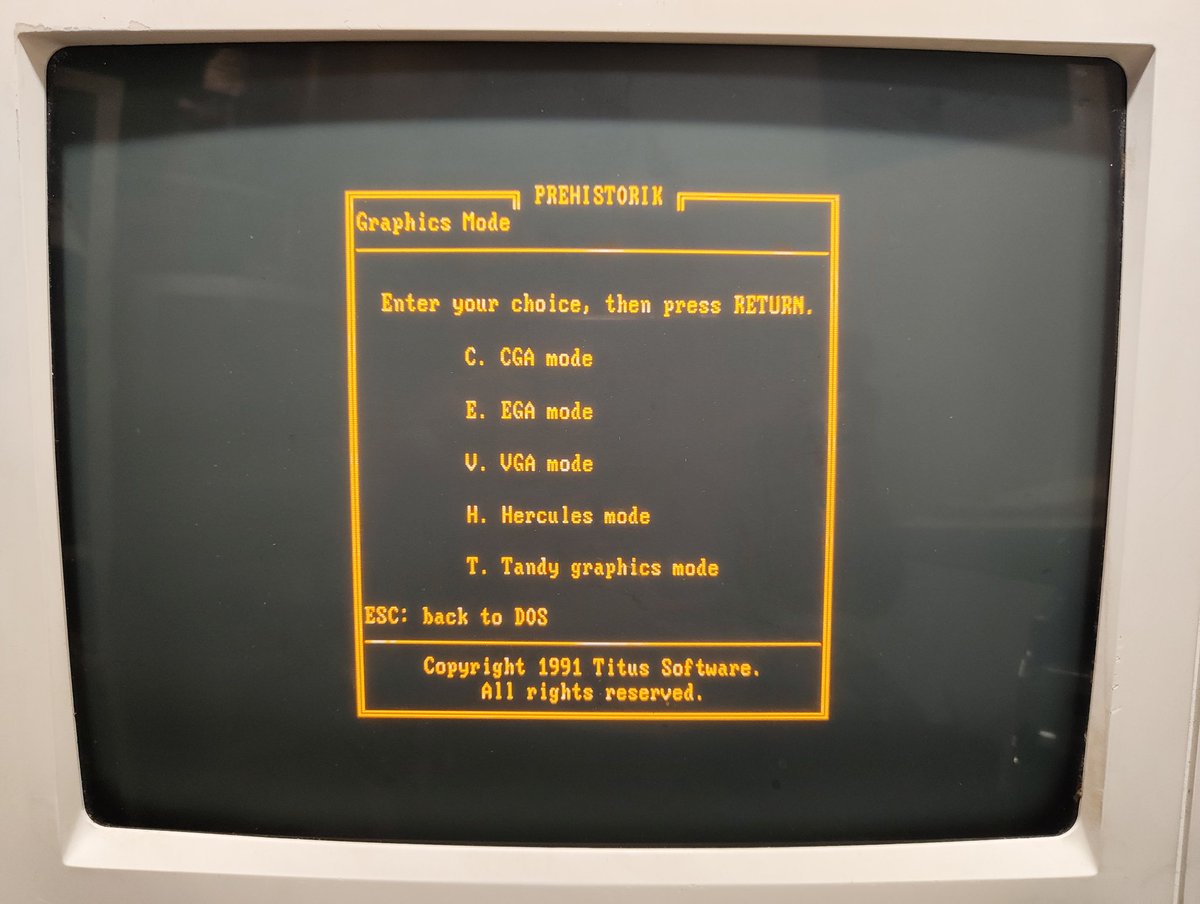 PREHISTORIK
Graphics Mode
Enter your choice, then press RETURN.
C. CGA mode
E. EGA mode
V. VGA mode
H. Hercules mode
T. Tandy graphics mode
ESC: back to DOS
Copyright 1991 Titus Software.
All rights reserved.